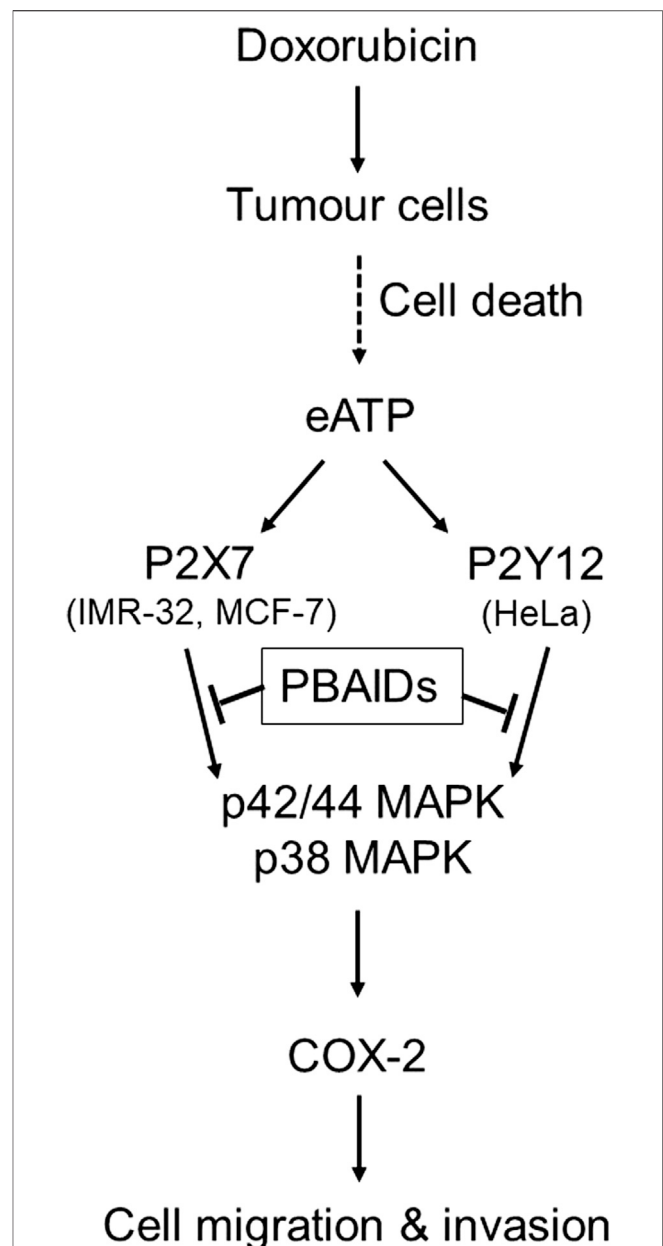 Doxorubicin
Tumour cells
Cell death
eATP
P2X7
(IMR-32, MCF-7)
P2Y12
(HeLa)
PBAIDs
p42/44 MAPK
p38 MAPK
COX-2
Cell migration & invasion